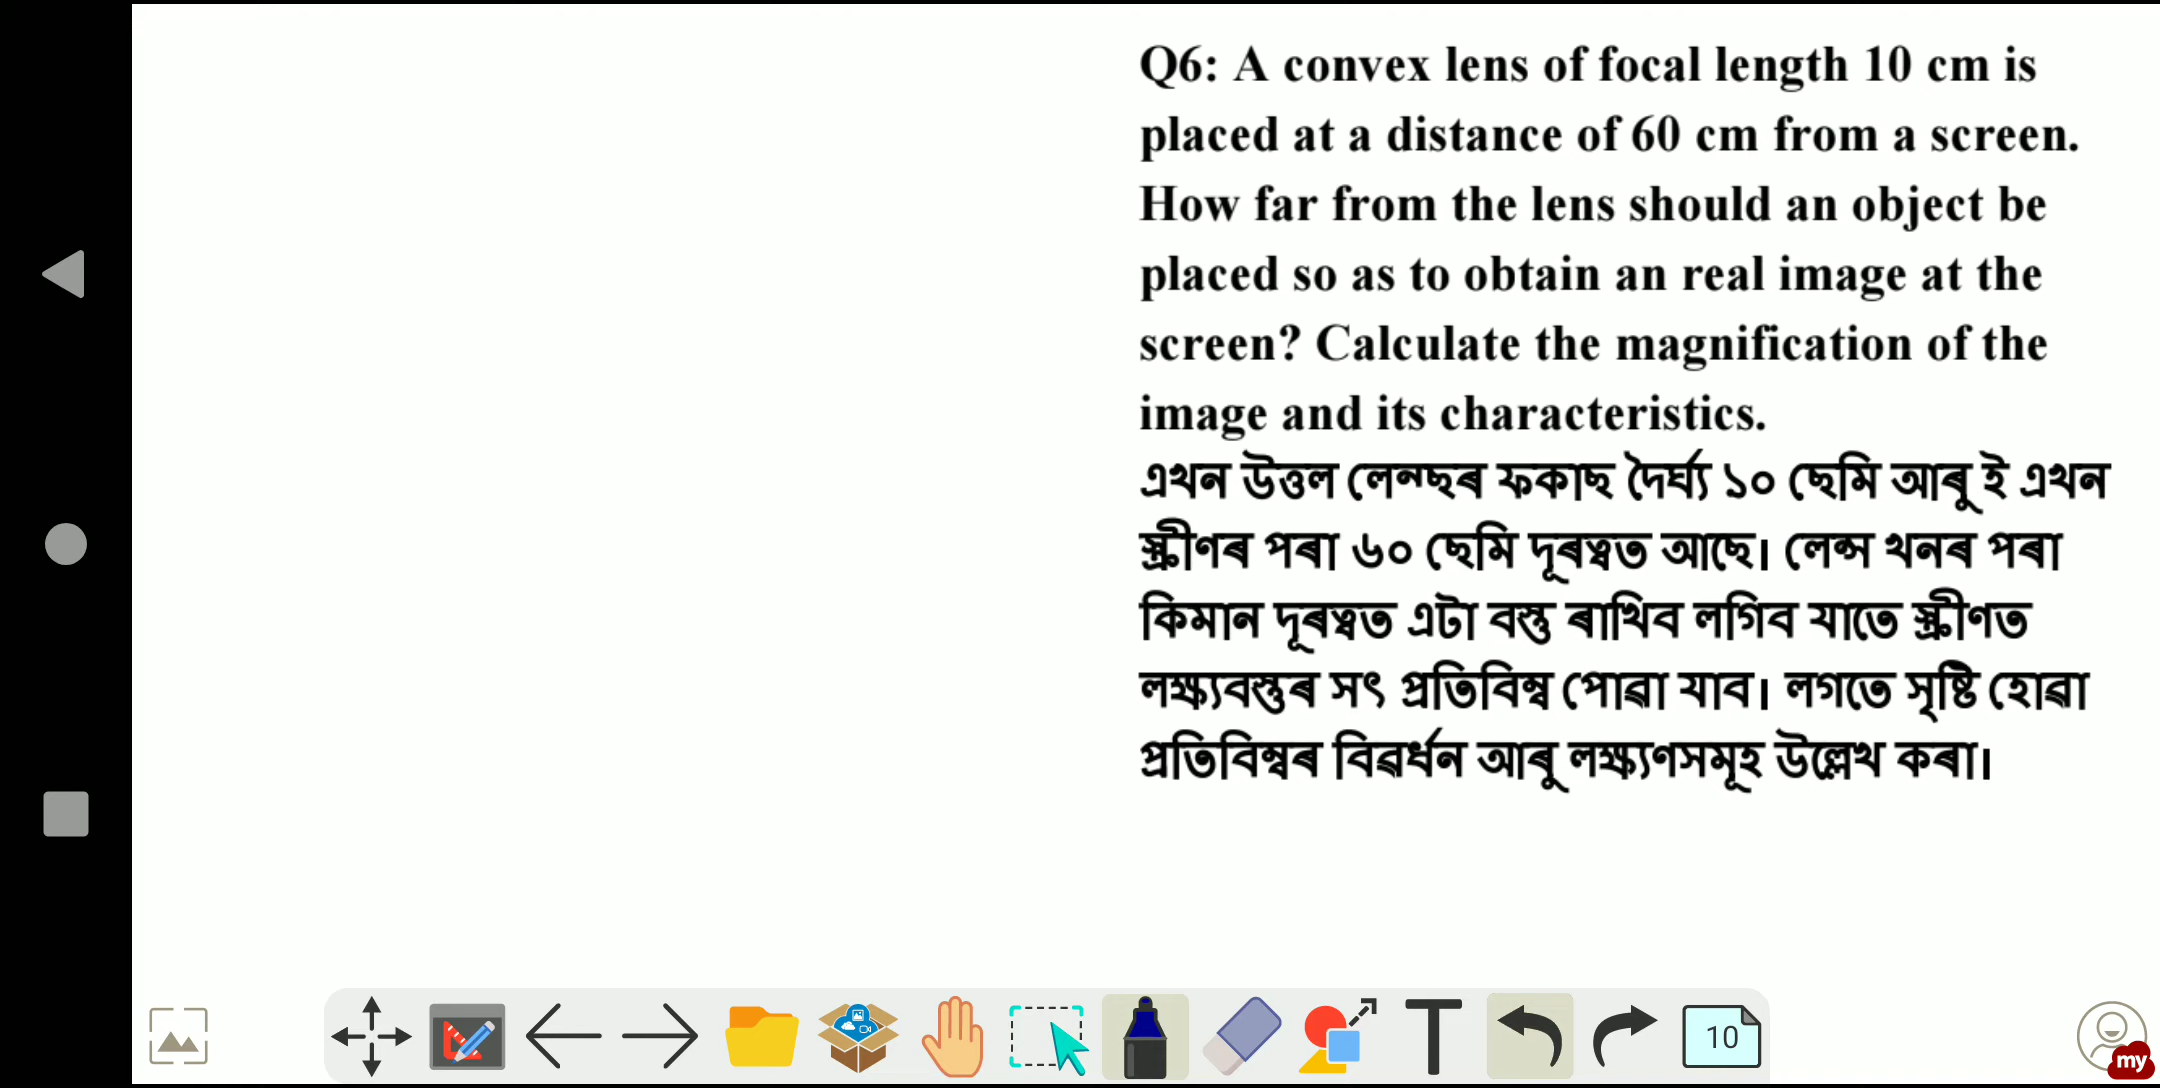 Q6: A convex lens of focal length 10 cm is
placed at a distance of 60 cm from a screen.
How far from the lens should an object be
placed so as to obtain an real image at the
screen? Calculate the magnification of the
image and its characteristics.
এখন উত্তল লেন্ছৰ ফকাছ দৈৰ্ঘ্য ১০ ছেমি আৰু ই এখন
স্ক্ৰীণৰ পৰা ৬০ ছেমি দূৰত্বত আছে। লেন্স খনৰ পৰা
কিমান দূৰত্বত এটা বস্তু ৰাখিব লগিব যাতে স্ক্ৰীণত
লক্ষ্যবস্তুৰ সৎ প্ৰতিবিম্ব পোৱা যাব। লগতে সৃষ্টি হোৱা
প্ৰতিবিম্বৰ বিৱৰ্ধন আৰু লক্ষ্যণসমূহ উল্লেখ কৰা।
T
10
my